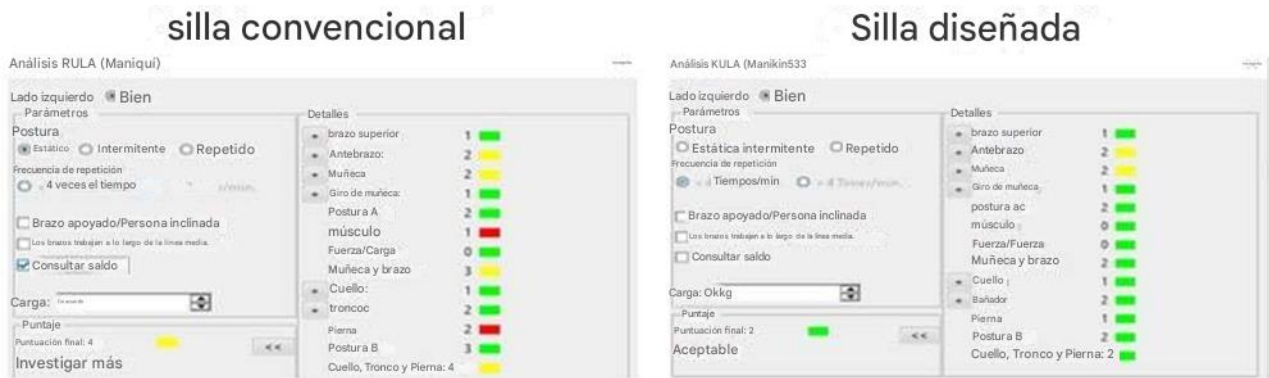 silla convencional
Análisis RULA (Maniquí)
Lado izquierdo Bien
Parámetros
Postura
Estático Intermitente Repetido
Frecuencia de repetición
4 veces el tiempo
Brazo apoyado/Persona inclinada
Los brazos trabajan a lo largo de la línea media.
Consultar saldo
Carga:
Puntaje
Puntuación final: 4
<<
Investigar más
Detalles
brazo superior 1
Antebrazo: 2
Muñeca 2
Giro de muñeca: 1
Postura A 2
músculo 1
Fuerza/Carga 0
Muñeca y brazo 3
Cuello: 1
troncoc 2
Pierna 2
Postura B 3
Cuello, Tronco y Pierna: 4
Silla diseñada
Análisis KULA (Manikin533
Lado izquierdo Bien
Parámetros
Postura
Estática intermitente Repetido
Frecuencia de repetición
Tiempos/min
Brazo apoyado/Persona inclinada
Los brazos trabajan a lo largo de la línea media.
Consultar saldo
Carga: Okkg
Puntaje
Puntuación final: 2
<<
Aceptable
Detalles
brazo superior 1
Antebrazo 2
Muñeca 2
Giro de muñeca 1
postura ac 2
músculo 0
Fuerza/Fuerza 0
Muñeca y brazo 2
Cuello 1
Bañador 2
Pierna 1
Postura B 2
Cuello, Tronco y Pierna: 2